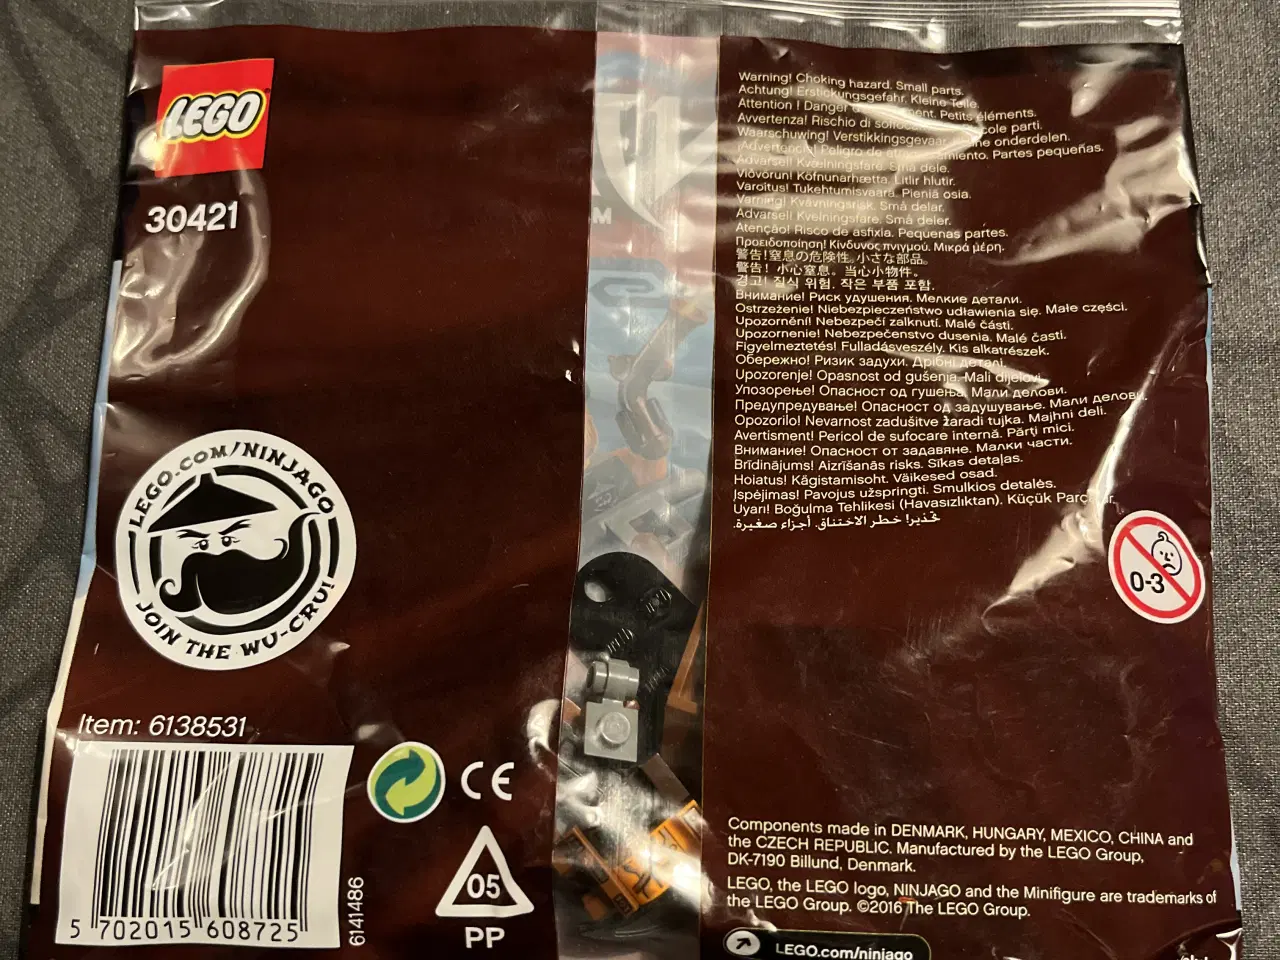 LEGO
30421
LEGO.COM/NINJAGO
JOIN THE WU-CRU!
Item: 6138531
5 702015 608725
6141486
CE
05
PP
Warning! Choking hazard. Small parts.
Achtung! Erstickungsgefahr. Kleine Teile.
Attention ! Danger Petits éléments.
Avvertenza! Rischio di parti.
Waarschuwing! Verstikkingsgevaar. onderdelen.
¡Advertencia! Peligro de Partes pequeñas.
Advarsel! Kvælningsfare. Små dele.
Viðvörun! Köfnunarhætta. Litlir hlutir.
Varoitus! Tukehtumisvaara. Pieniä osia.
Varning! Kvävningsrisk. Små delar.
Advarsel! Kvelningsfare. Små deler.
Atenção! Risco de asfixia. Pequenas partes.
Προειδοποίηση! Κίνδυνος πνιγμού. Μικρά μέρη.
警告!窒息の危険性。小さな部品。
警告! 小心窒息。当心小物件。
경고! 질식 위험. 작은 부품 포함.
Внимание! Риск удушения. Мелкие детали.
Ostrzeżenie! Niebezpieczeństwo udławienia się. Małe części.
Upozornění! Nebezpečí zalknutí. Malé části.
Upozornenie! Nebezpečenstvo dusenia. Malé časti.
Figyelmeztetés! Fulladásveszély. Kis alkatrészek.
Обережно! Ризик задухи. Дрібні деталі.
Upozorenje! Opasnost od gušenja. Mali dijelovi.
Упозорење! Опасност од гушења. Мали делови.
Предупредување! Опасност од задушување. Мали делови.
Opozorilo! Nevarnost zadušitve zaradi tujka. Majhni deli.
Avertisment! Pericol de sufocare internă. Părți mici.
Внимание! Опасност от задавяне. Малки части.
Brīdinājums! Aizrīšanās risks. Sīkas detaļas.
Hoiatus! Kägistamisoht. Väikesed osad.
Įspėjimas! Pavojus užspringti. Smulkios detalės.
Uyarı! Boğulma Tehlikesi (Havasızlıktan). Küçük
تحذير! خطر الاختناق. أجزاء صغيرة.
0-3
Components made in DENMARK, HUNGARY, MEXICO, CHINA and
the CZECH REPUBLIC. Manufactured by the LEGO Group,
DK-7190 Billund, Denmark.
LEGO, the LEGO logo, NINJAGO and the Minifigure are trademarks of
the LEGO Group. ©2016 The LEGO Group.
LEGO.com/ninjago